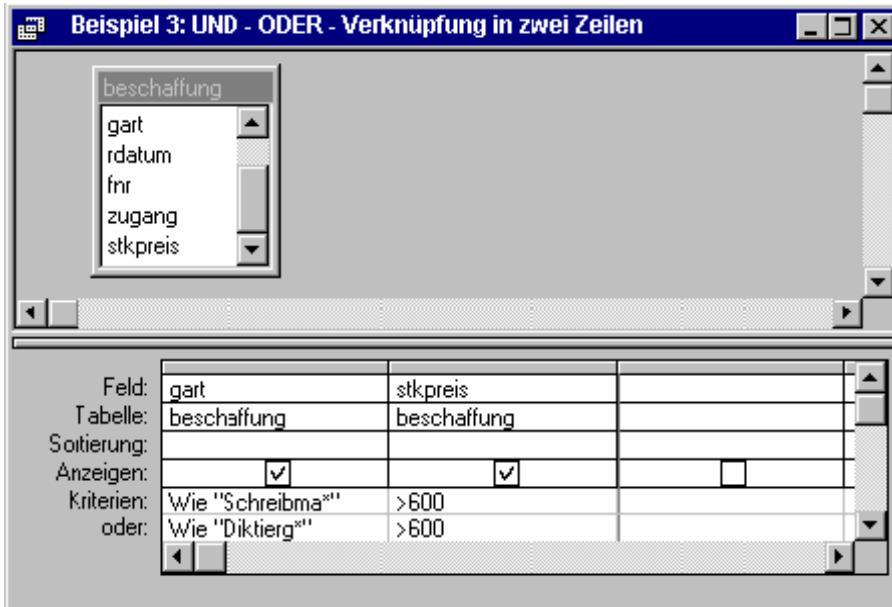 Beispiel 3: UND - ODER - Verknüpfung in zwei Zeilen
beschaffung
gart
rdatum
fnr
zugang
stkpreis
Feld: gart stkpreis
Tabelle: beschaffung beschaffung
Sortierung:
Anzeigen:
Kriterien: Wie "Schreibma*" >600
oder: Wie "Diktierg*" >600